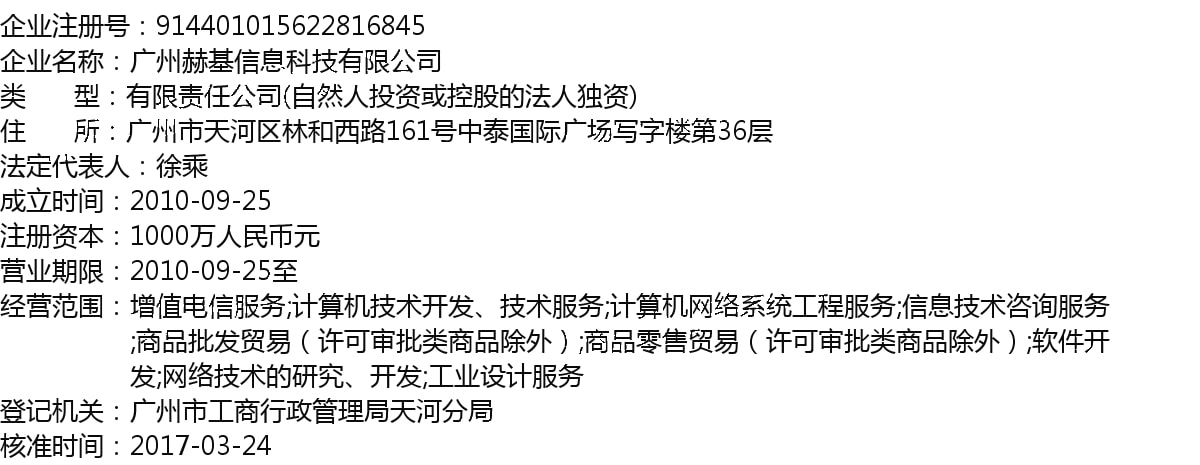 企业注册号：914401015622816845
企业名称：广州赫基信息科技有限公司
类 型：有限责任公司(自然人投资或控股的法人独资)
住 所：广州市天河区林和西路161号中泰国际广场写字楼第36层
法定代表人：徐乘
成立时间：2010-09-25
注册资本：1000万人民币元
营业期限：2010-09-25至
经营范围：增值电信服务;计算机技术开发、技术服务;计算机网络系统工程服务;信息技术咨询服务
;商品批发贸易（许可审批类商品除外）;商品零售贸易（许可审批类商品除外）;软件开
发;网络技术的研究、开发;工业设计服务
登记机关：广州市工商行政管理局天河分局
核准时间：2017-03-24